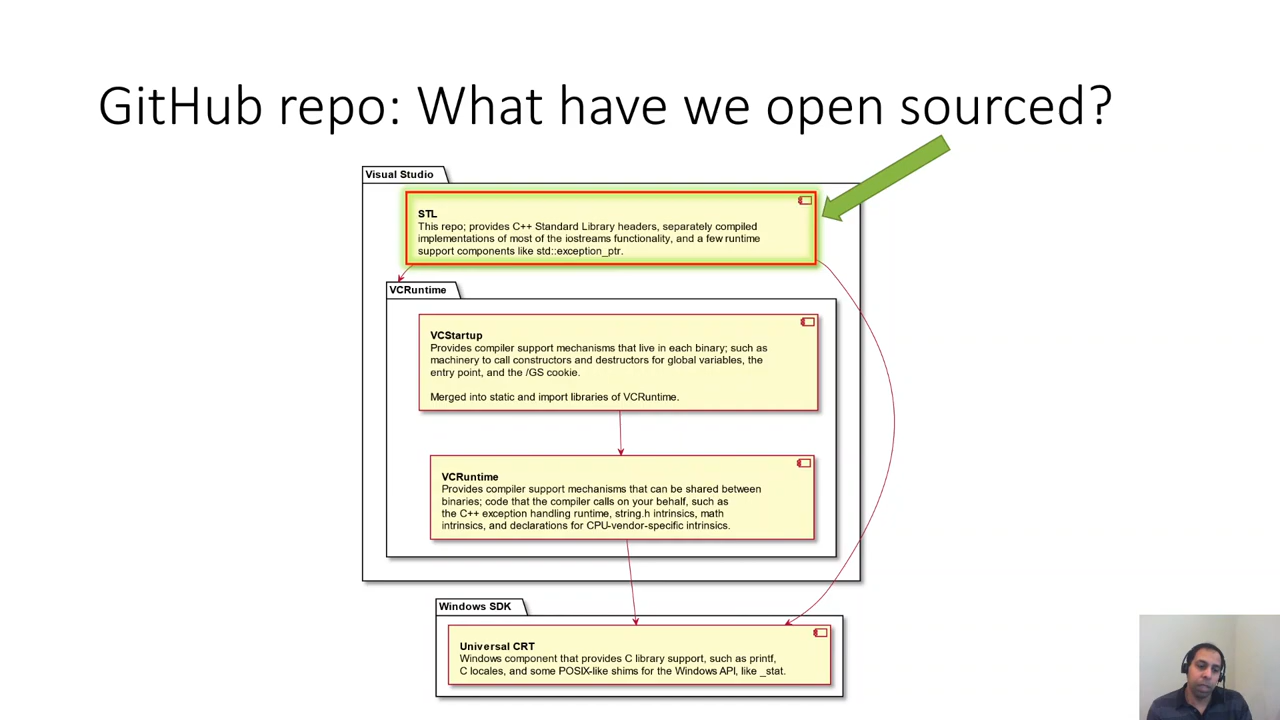 GitHub repo: What have we open sourced?
Visual Studio
STL
This repo; provides C++ Standard Library headers, separately compiled
implementations of most of the iostreams functionality, and a few runtime
support components like std::exception_ptr.
VCRuntime
VCStartup
Provides compiler support mechanisms that live in each binary; such as
machinery to call constructors and destructors for global variables, the
entry point, and the /GS cookie.
Merged into static and import libraries of VCRuntime.
VCRuntime
Provides compiler support mechanisms that can be shared between
binaries; code that the compiler calls on your behalf, such as
the C++ exception handling runtime, string.h intrinsics, math
intrinsics, and declarations for CPU-vendor-specific intrinsics.
Windows SDK
Universal CRT
Windows component that provides C library support, such as printf,
C locales, and some POSIX-like shims for the Windows API, like _stat.